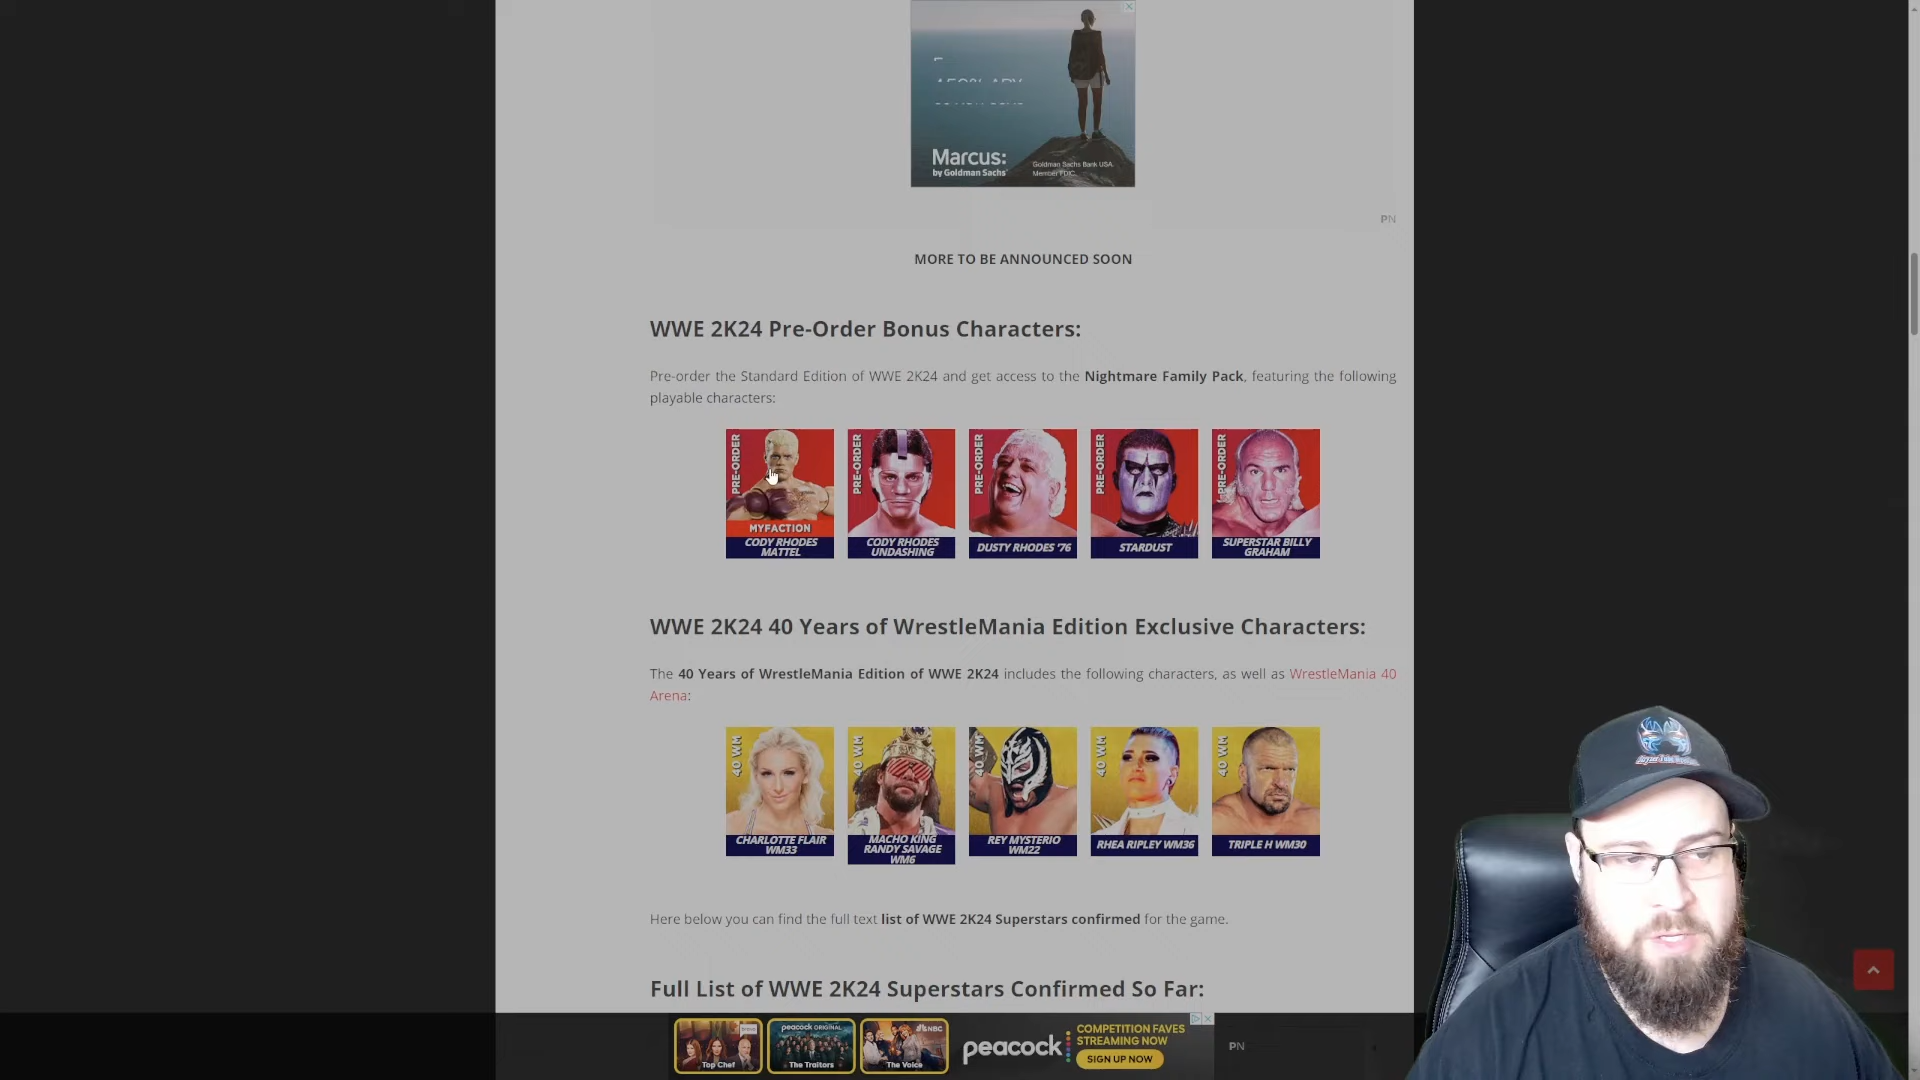 Marcus:
by Goldman Sachs
Goldman Sachs Bank USA.
Member FDIC.
PN
MORE TO BE ANNOUNCED SOON
WWE 2K24 Pre-Order Bonus Characters:
Pre-order the Standard Edition of WWE 2K24 and get access to the Nightmare Family Pack, featuring the following
playable characters:
PRE-ORDER
PRE-ORDER
PRE-ORDER
PRE-ORDER
PRE-ORDER
MYFACTION
CODY RHODES
MATTEL
CODY RHODES
UNDASHING
DUSTY RHODES '76
STARDUST
SUPERSTAR BILLY
GRAHAM
WWE 2K24 40 Years of WrestleMania Edition Exclusive Characters:
The 40 Years of WrestleMania Edition of WWE 2K24 includes the following characters, as well as WrestleMania 40
Arena:
40 WM
40 WM
40 WM
40 WM
40 WM
CHARLOTTE FLAIR
WM33
MACHO KING
RANDY SAVAGE
WM6
REY MYSTERIO
WM22
RHEA RIPLEY WM36
TRIPLE H WM30
Here below you can find the full text list of WWE 2K24 Superstars confirmed for the game.
Full List of WWE 2K24 Superstars Confirmed So Far:
bravo
Top Chef
peacock ORIGINAL
The Traitors
NBC
The Voice
peacock
COMPETITION FAVES
STREAMING NOW
SIGN UP NOW
PN